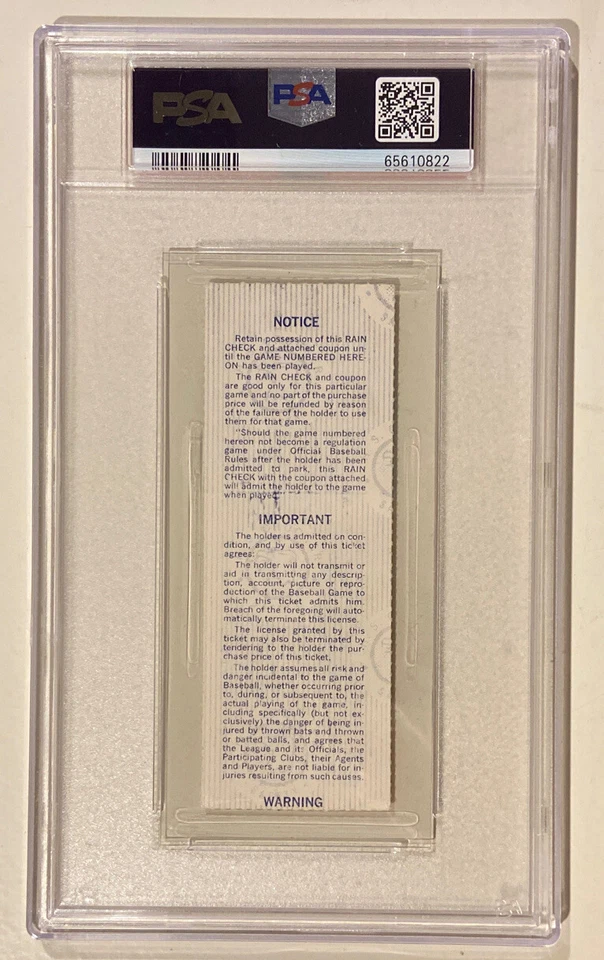 PSA
PSA
65610822
NOTICE
Retain possession of this RAIN
CHECK and attached coupon un-
til the GAME NUMBERED HERE-
ON has been played.
The RAIN CHECK and coupon
are good only for this particular
game and no part of the purchase
price will be refunded by reason
of the failure of the holder to use
them for that game.
"Should the game numbered
hereon not become a regulation
game under Official Baseball
Rules after the holder has been
admitted to park, this RAIN
CHECK with the coupon attached
will admit the holder to the game
when played
IMPORTANT
The holder is admitted on con-
dition, and by use of this ticket
agrees:
The holder will not transmit or
aid in transmitting any descrip-
tion, account, picture or repro-
duction of the Baseball Game to
which this ticket admits him.
Breach of the foregoing will auto-
matically terminate this license.
The license granted by this
ticket may also be terminated by
tendering to the holder the pur-
chase price of this ticket,
The holder assumes all risk and
danger incidental to the game of
Baseball, whether occurring prior
to, during, or subsequent to, the
actual playing of the game, in-
cluding specifically (but not ex-
clusively) the danger of being in-
jured by thrown bats and thrown
or batted balls, and agrees that
the League and it: Officials, the
Participating Clubs, their Agents
and Players, are not liable for in-
juries resulting from such causes.
WARNING